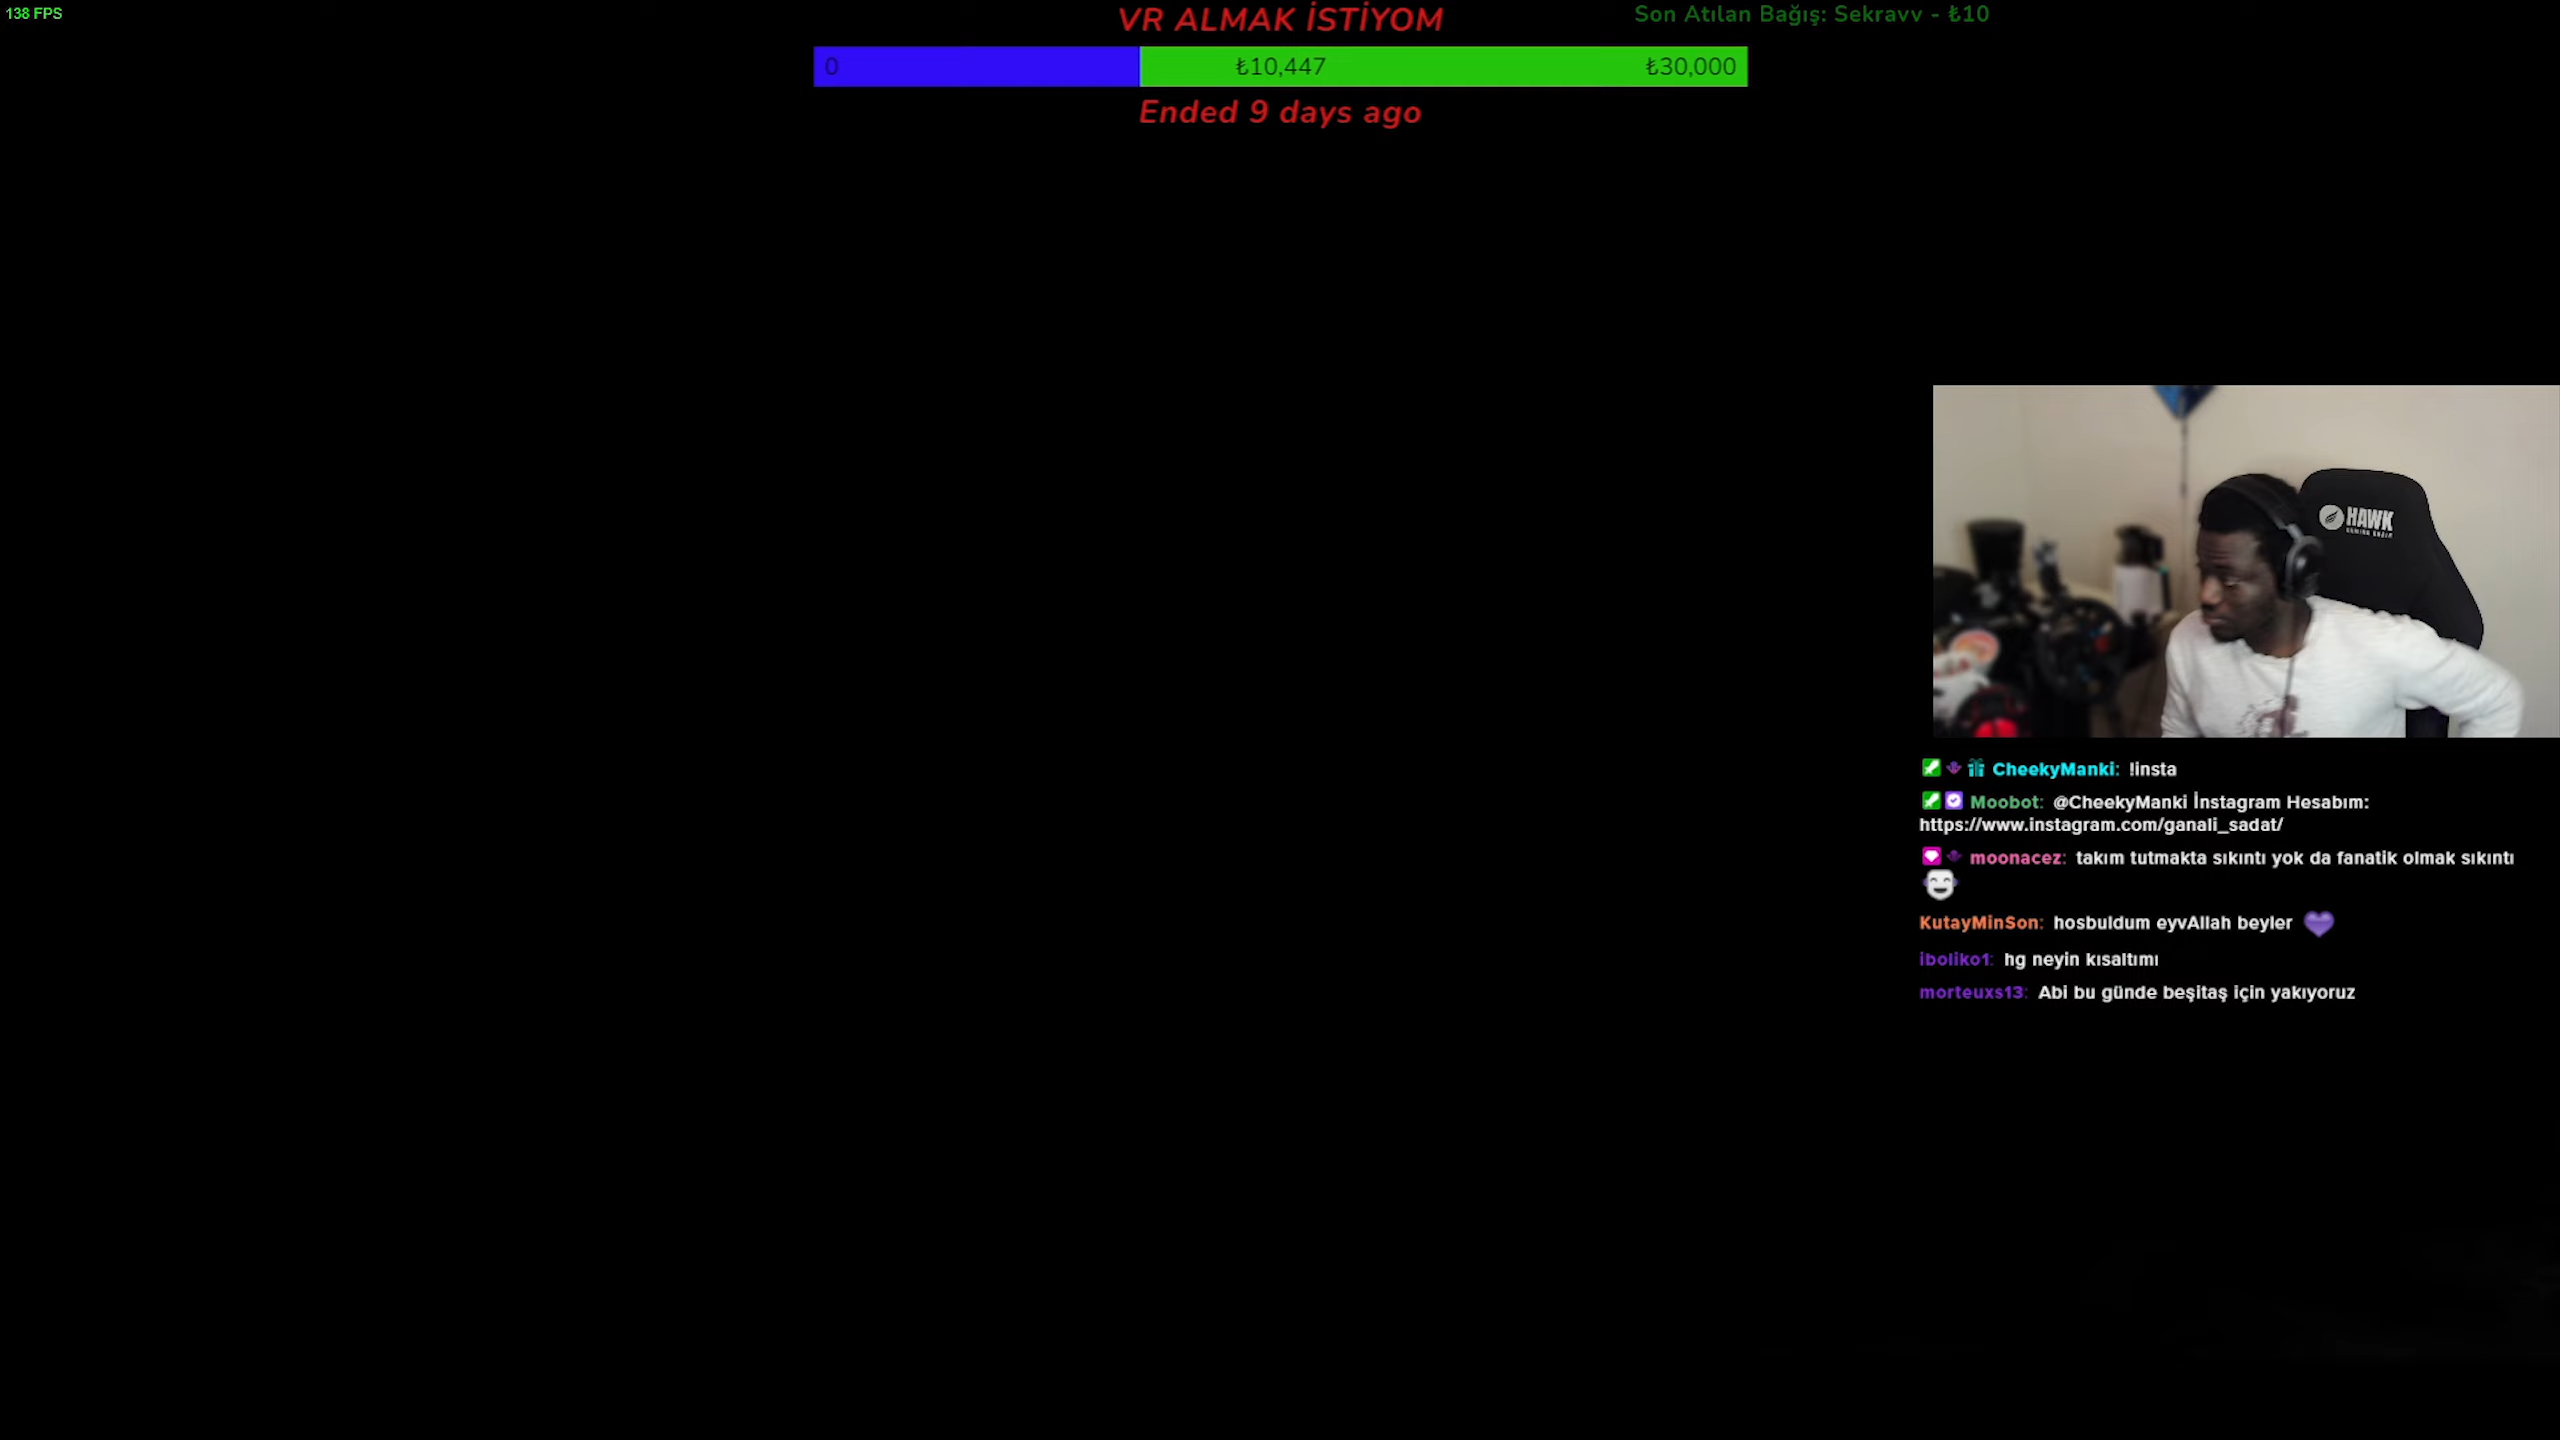 138 FPS
VR ALMAK İSTİYOM
Son Atılan Bağış: Sekravv - ₺10
0 ₺10,447 ₺30,000
Ended 9 days ago
HAWK
CheekyManki: !insta
Moobot: @CheekyManki İnstagram Hesabım:
https://www.instagram.com/ganali_sadat/
moonacez: takım tutmakta sıkıntı yok da fanatik olmak sıkıntı
KutayMinSon: hosbuldum eyvAllah beyler
iboliko1: hg neyin kısaltımı
morteuxs13: Abi bu günde beşitaş için yakıyoruz